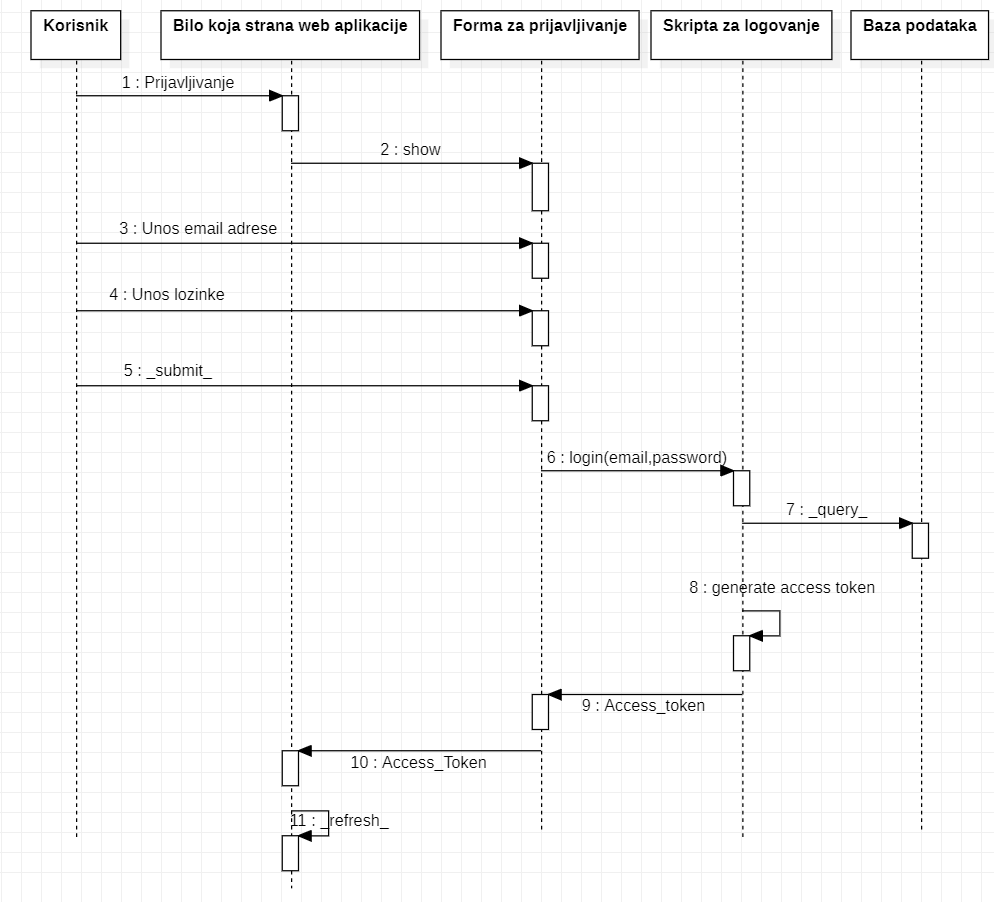 Korisnik
Bilo koja strana web aplikacije
Forma za prijavljivanje
Skripta za logovanje
Baza podataka
1 : Prijavljivanje
2 : show
3 : Unos email adrese
4 : Unos lozinke
5 : _submit_
6 : login(email,password)
7 : _query_
8 : generate access token
9 : Access_token
10 : Access_Token
11 : _refresh_